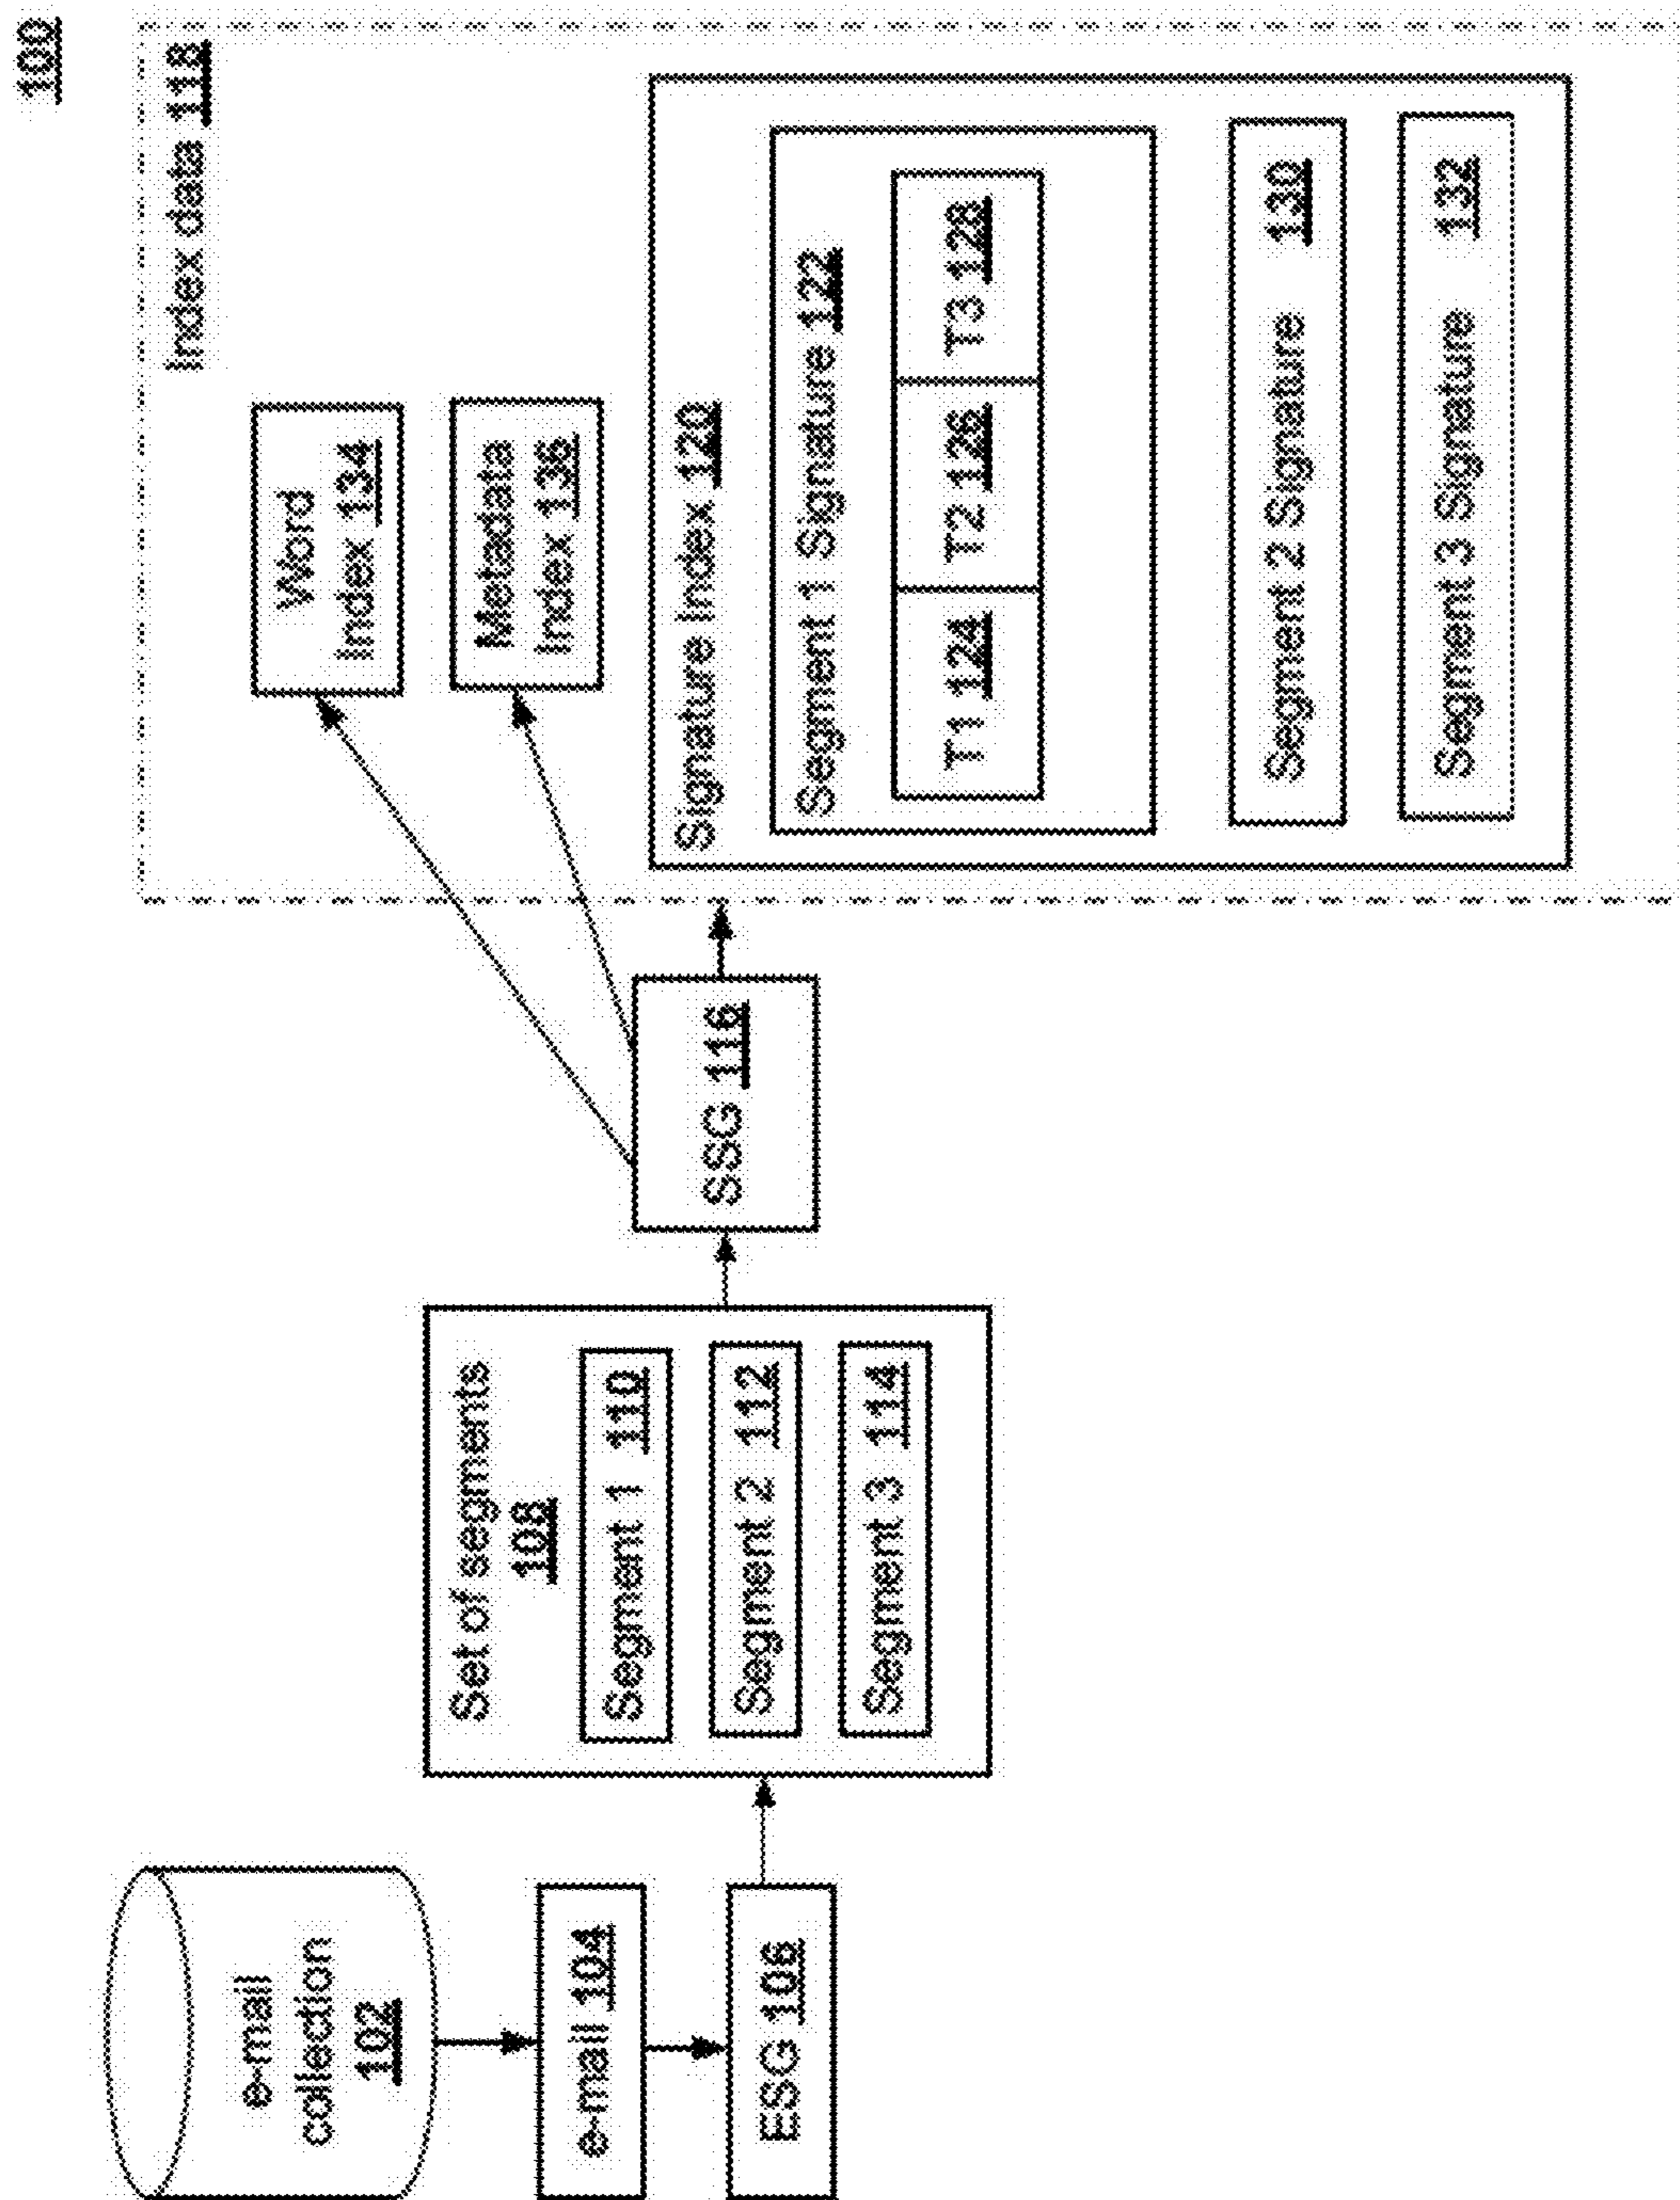 100
e-mail
collection
102
e-mail 104
ESG 106
Set of segments
108
Segment 1 110
Segment 2 112
Segment 3 114
SSG 116
Index data 118
Word
Index 134
Metadata
Index 136
Signature Index 120
Segment 1 Signature 122
T1 124 T2 126 T3 128
Segment 2 Signature 130
Segment 3 Signature 132